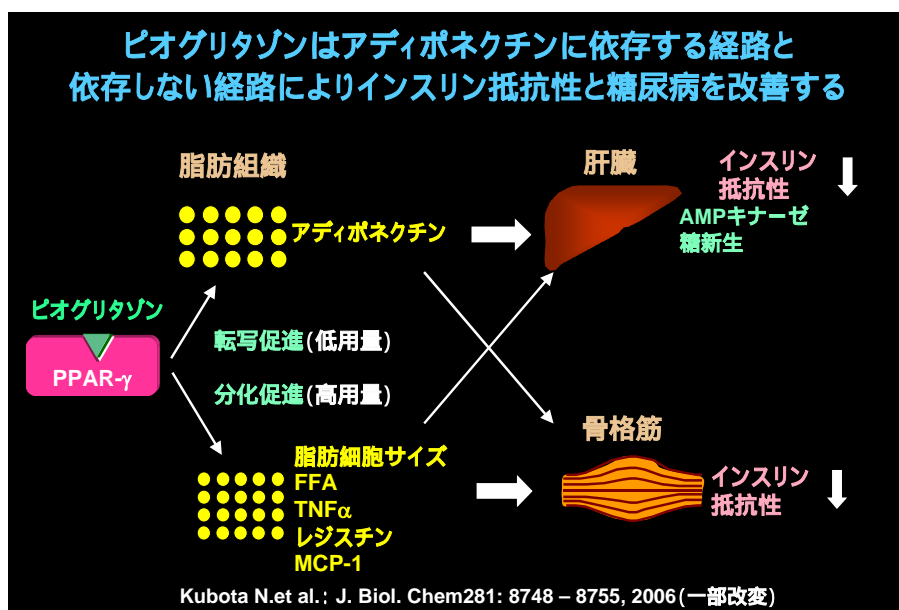 ピオグリタゾンはアディポネクチンに依存する経路と
依存しない経路によりインスリン抵抗性と糖尿病を改善する
脂肪組織
肝臓
インスリン
抵抗性
AMPキナーゼ
糖新生
アディポネクチン
ピオグリタゾン
PPAR-γ
転写促進(低用量)
分化促進(高用量)
骨格筋
脂肪細胞サイズ
FFA
TNFα
レジスチン
MCP-1
インスリン
抵抗性
Kubota N.et al.; J. Biol. Chem281: 8748 – 8755, 2006(一部改変)